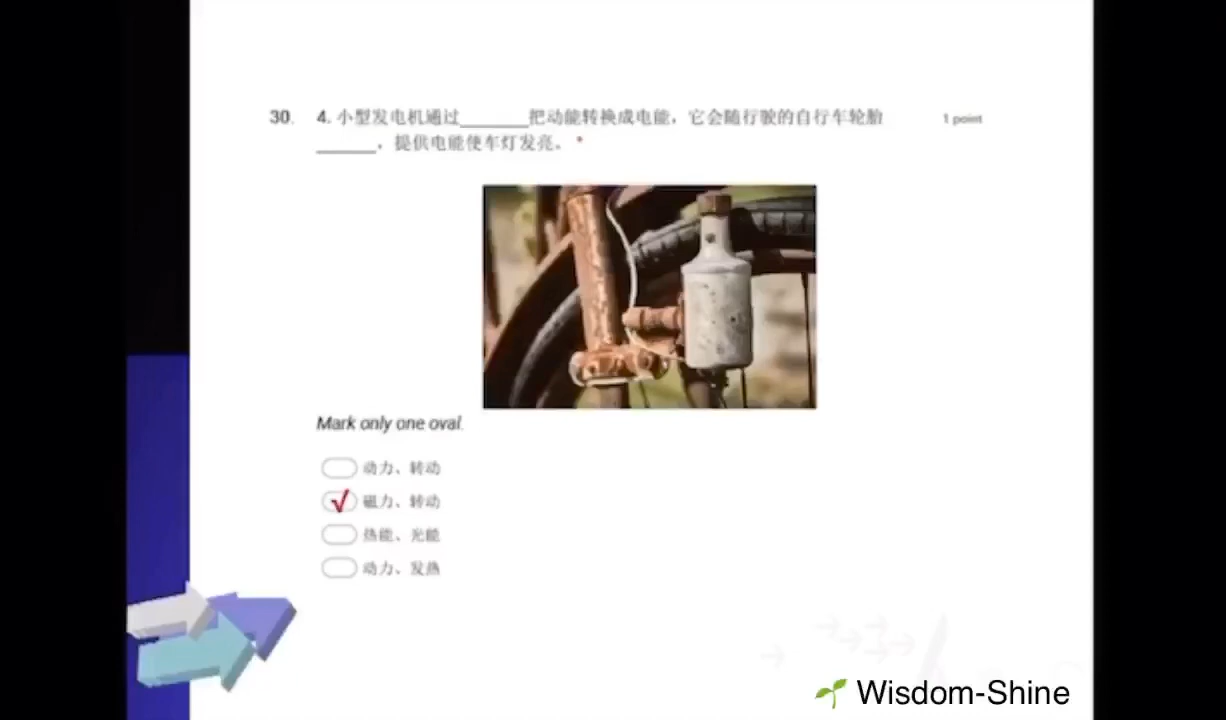 30. 4. 小型发电机通过_______把动能转换成电能，它会随行驶的自行车轮胎 1 point
______，提供电能使车灯发亮。 *
Mark only one oval.
动力、转动
磁力、转动
热能、光能
动力、发热
Wisdom-Shine